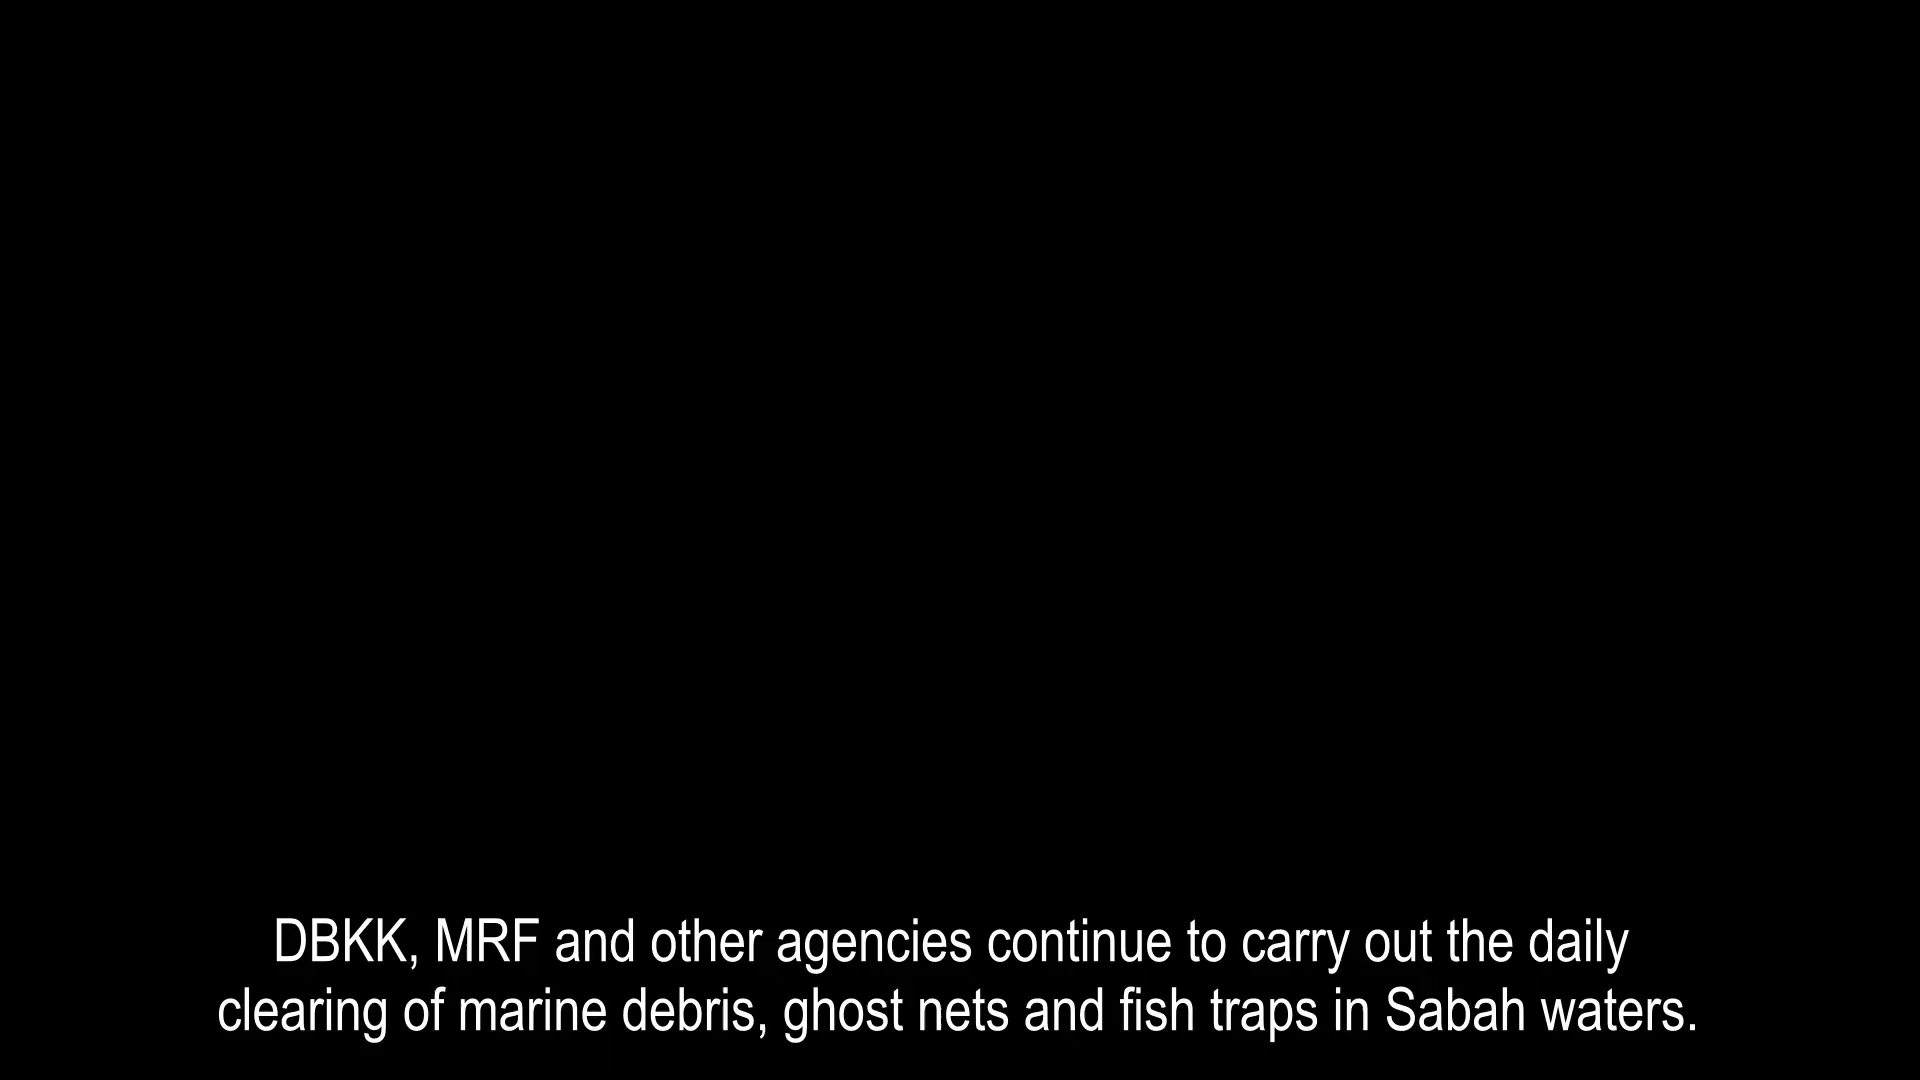 DBKK, MRF and other agencies continue to carry out the daily
clearing of marine debris, ghost nets and fish traps in Sabah waters.